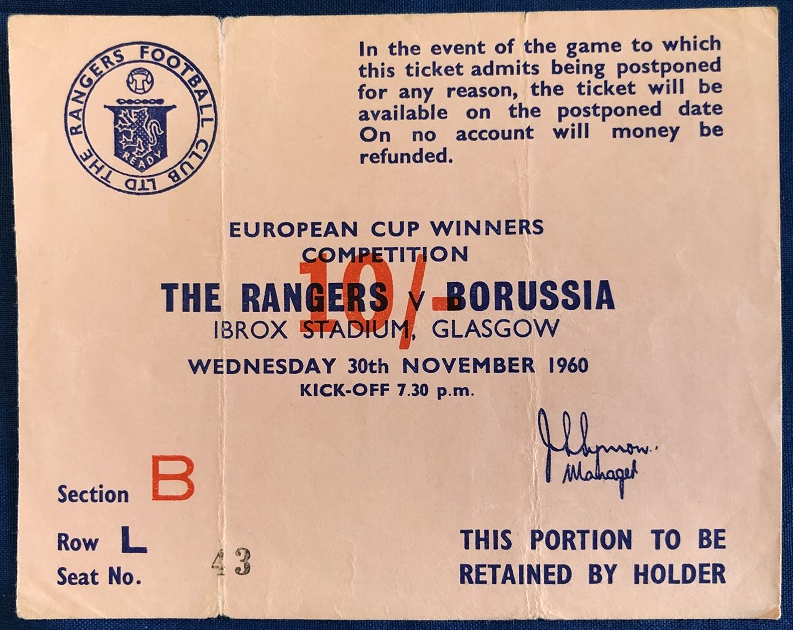 THE RANGERS FOOTBALL CLUB LTD
READY
In the event of the game to which
this ticket admits being postponed
for any reason, the ticket will be
available on the postponed date
On no account will money be
refunded.
EUROPEAN CUP WINNERS
COMPETITION
10/-
THE RANGERS v BORUSSIA
IBROX STADIUM, GLASGOW
WEDNESDAY 30th NOVEMBER 1960
KICK-OFF 7.30 p.m.
J S Symon.
Manager
Section B
Row L
Seat No. 43
THIS PORTION TO BE
RETAINED BY HOLDER